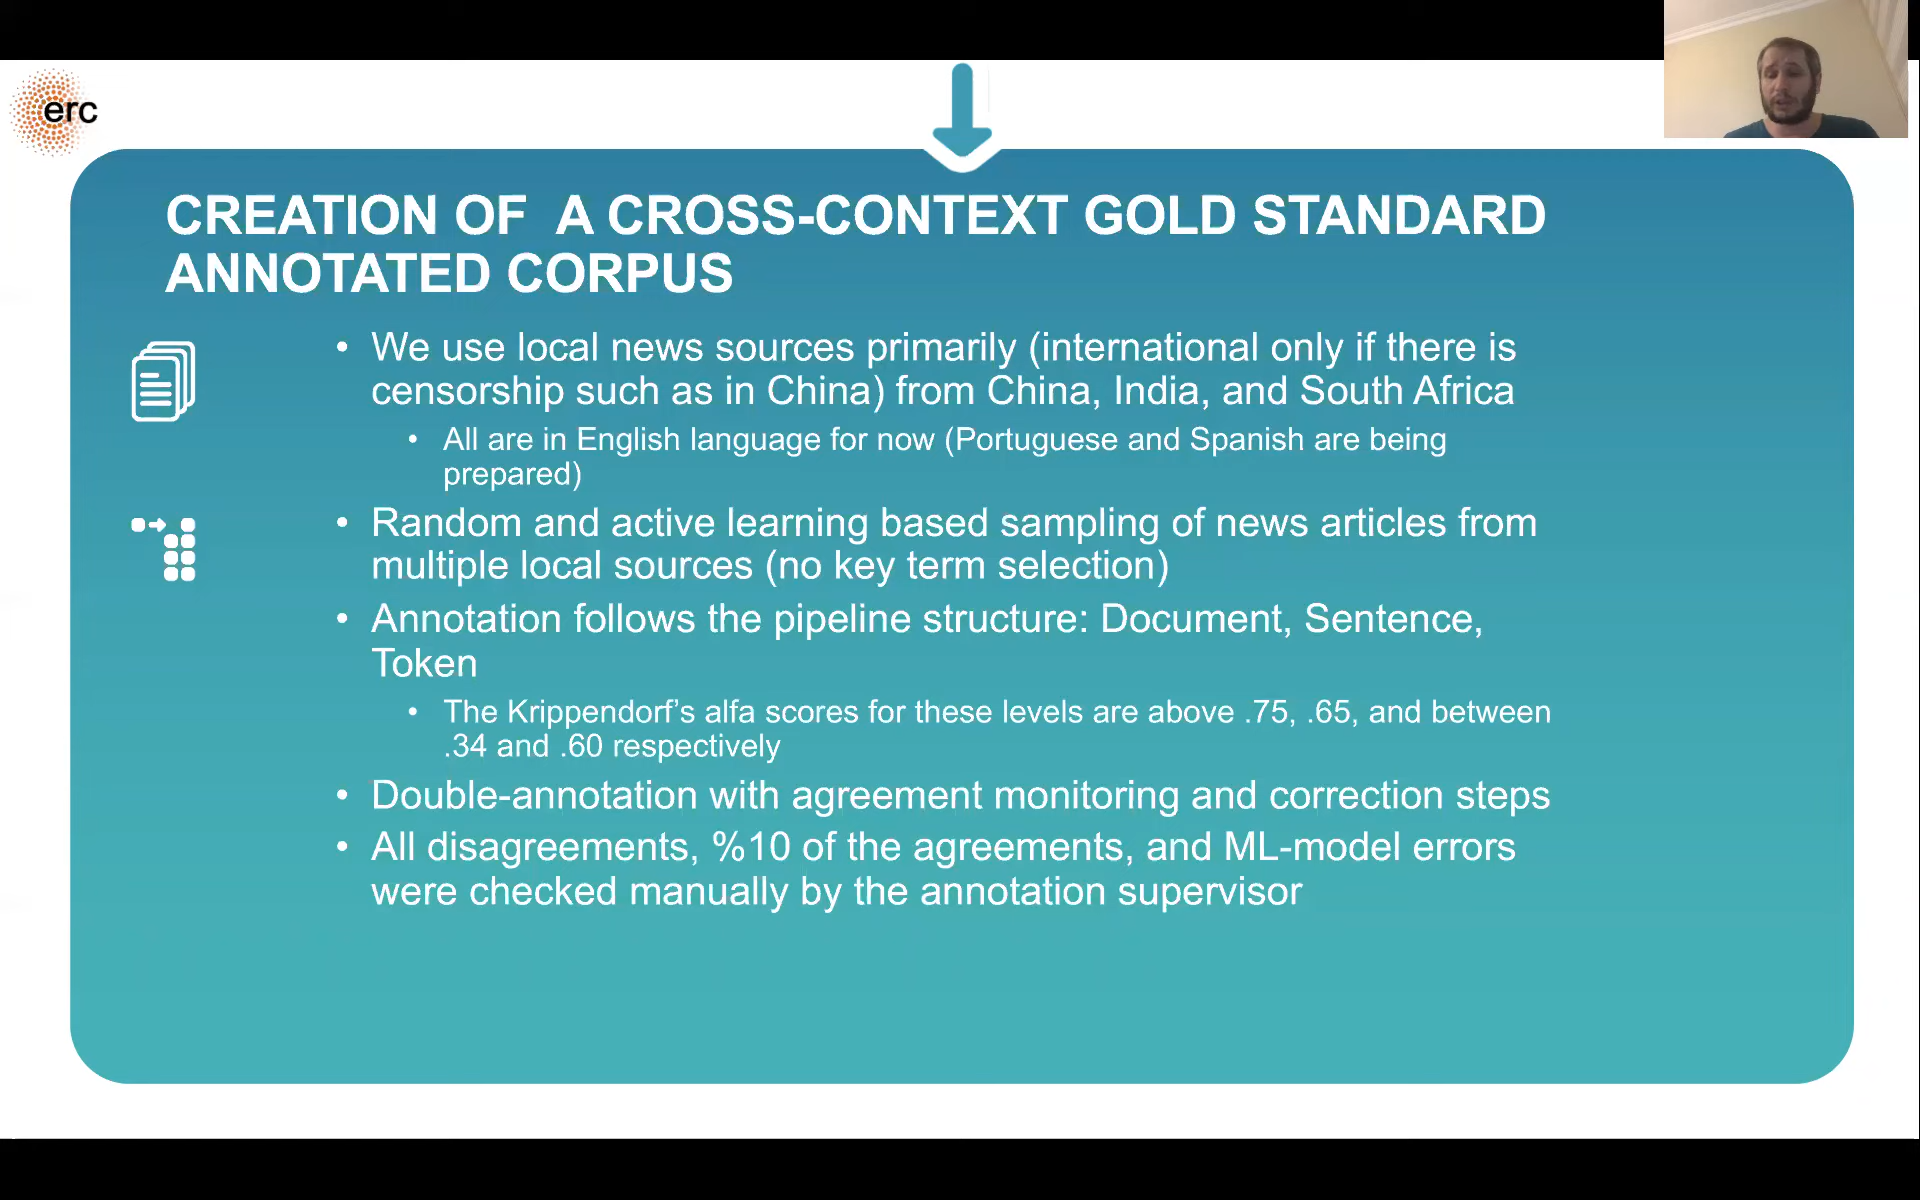 erc
CREATION OF A CROSS-CONTEXT GOLD STANDARD
ANNOTATED CORPUS
• We use local news sources primarily (international only if there is
censorship such as in China) from China, India, and South Africa
• All are in English language for now (Portuguese and Spanish are being
prepared)
• Random and active learning based sampling of news articles from
multiple local sources (no key term selection)
• Annotation follows the pipeline structure: Document, Sentence,
Token
• The Krippendorf’s alfa scores for these levels are above .75, .65, and between
.34 and .60 respectively
• Double-annotation with agreement monitoring and correction steps
• All disagreements, %10 of the agreements, and ML-model errors
were checked manually by the annotation supervisor